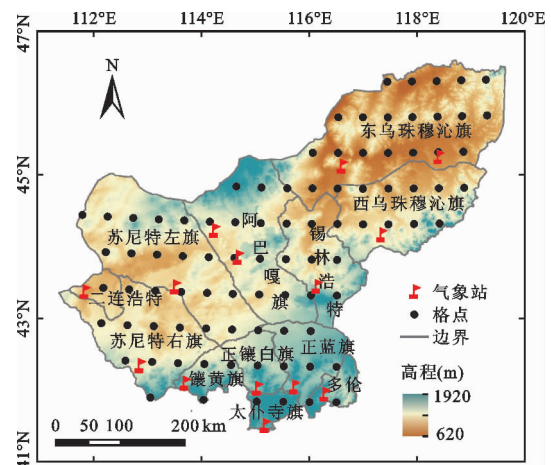 112°E 114°E 116°E 118°E 120°E
47°N
N
东乌珠穆沁旗
45°N
西乌珠穆沁旗
阿巴嘎旗
苏尼特左旗
锡林浩特
二连浩特
气象站
格点
边界
43°N
苏尼特右旗
正镶白旗
正蓝旗
镶黄旗
多伦
太仆寺旗
高程(m)
1920
620
0 50 100 200 km
41°N